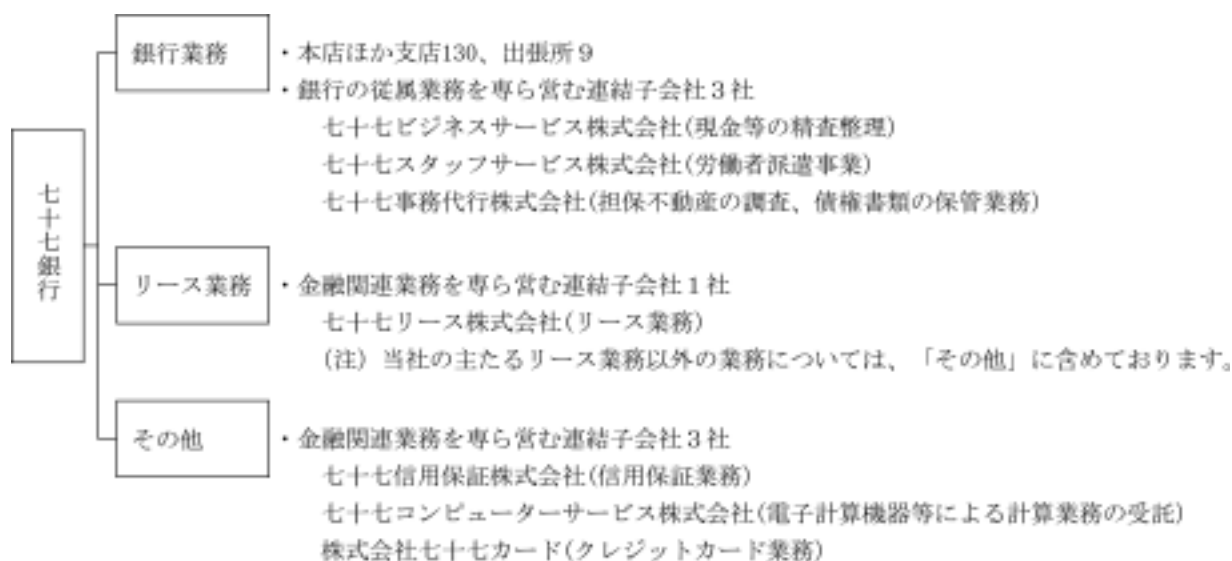 七十七銀行
銀行業務
・本店ほか支店130、出張所９
・銀行の従属業務を専ら営む連結子会社３社
七十七ビジネスサービス株式会社(現金等の精査整理)
七十七スタッフサービス株式会社(労働者派遣事業)
七十七事務代行株式会社(担保不動産の調査、債権書類の保管業務)
リース業務
・金融関連業務を専ら営む連結子会社１社
七十七リース株式会社(リース業務)
(注) 当社の主たるリース業務以外の業務については、「その他」に含めております。
その他
・金融関連業務を専ら営む連結子会社３社
七十七信用保証株式会社(信用保証業務)
七十七コンピューターサービス株式会社(電子計算機器等による計算業務の受託)
株式会社七十七カード(クレジットカード業務)